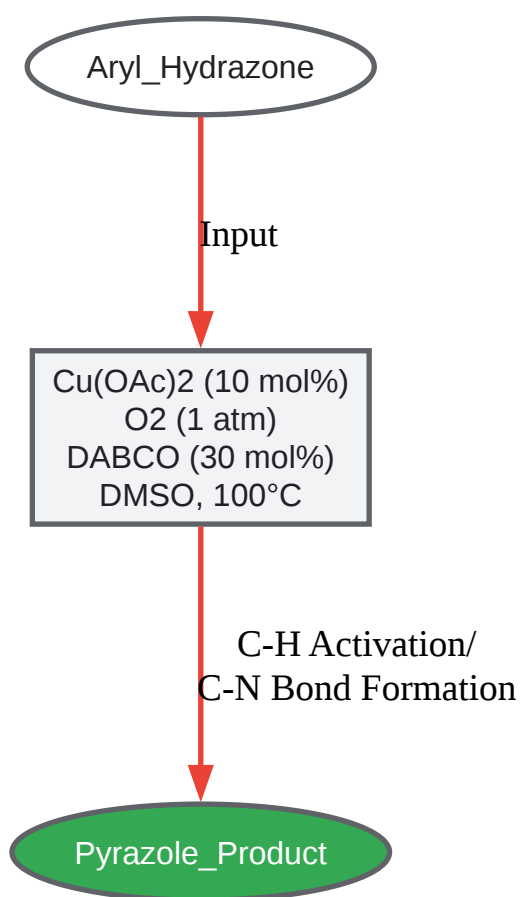 Aryl_Hydrazone
Input
Cu(OAc)2 (10 mol%)
O2 (1 atm)
DABCO (30 mol%)
DMSO, 100°C
C-H Activation/
C-N Bond Formation
Pyrazole_Product